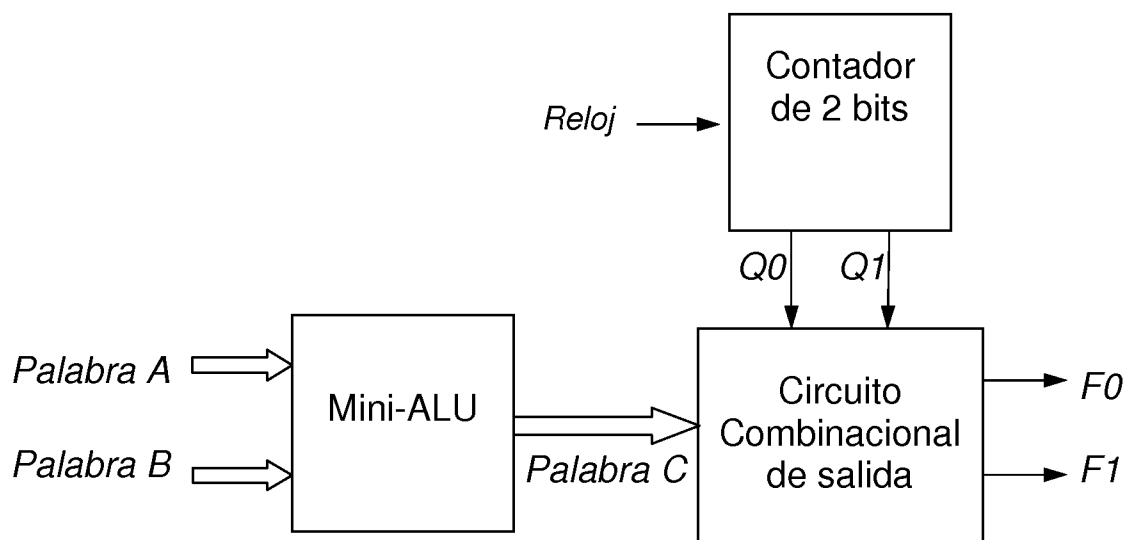 Contador
de 2 bits
Reloj
Q0 Q1
Palabra A
Mini-ALU
Palabra B
Palabra C
Circuito
Combinacional
de salida
F0
F1